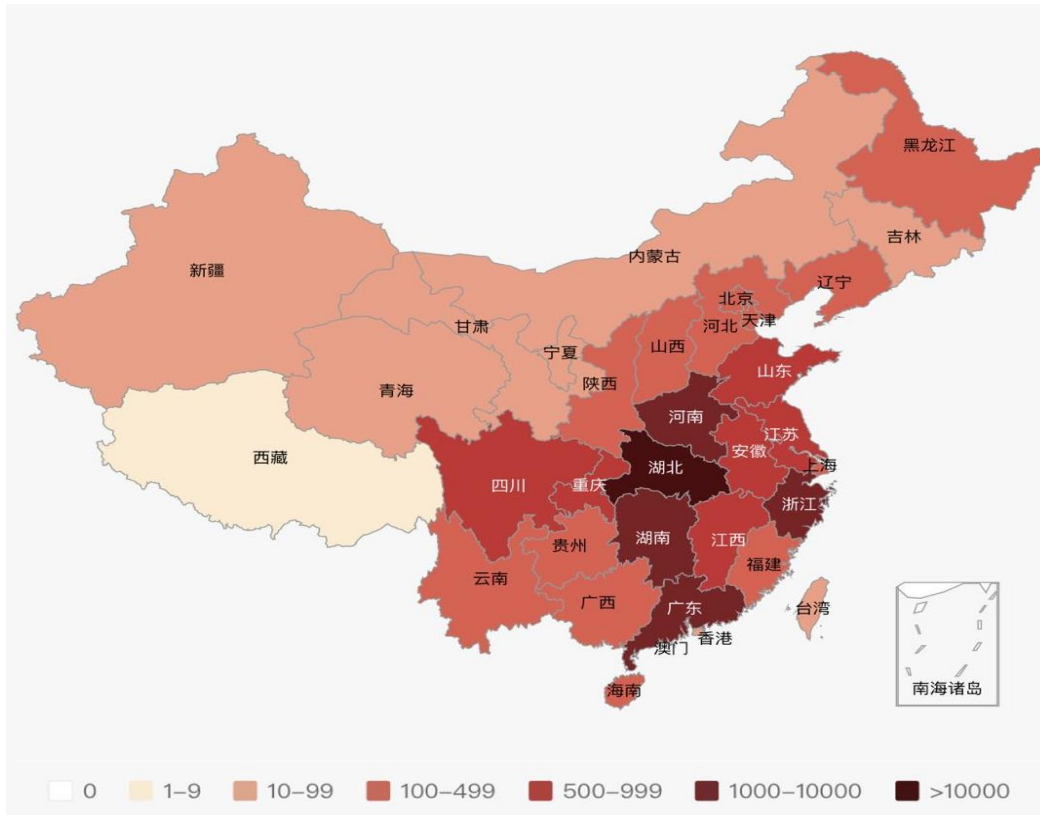 黑龙江
吉林
内蒙古
新疆
辽宁
北京
天津
甘肃
河北
山西
宁夏
山东
陕西
青海
河南
江苏
安徽
西藏
上海
湖北
四川
重庆
浙江
湖南
江西
贵州
福建
云南
广西
广东
台湾
香港
澳门
南海诸岛
海南
0 1–9 10–99 100–499 500–999 1000–10000 >10000